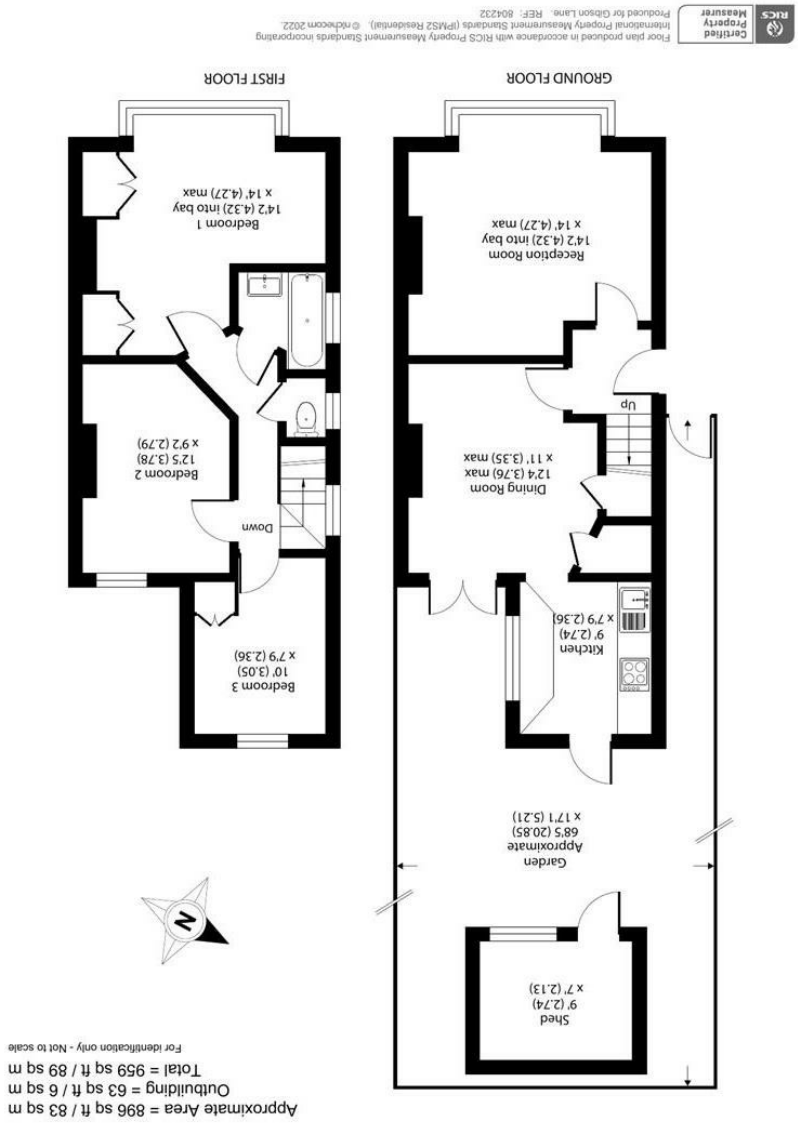 Approximate Area = 896 sq ft / 83 sq m
Outbuilding = 63 sq ft / 6 sq m
Total = 959 sq ft / 89 sq m
For identification only - Not to scale
N
Shed
9' (2.74)
x 7' (2.13)
Garden
Approximate
68'5 (20.85)
x 17'1 (5.21)
Kitchen
9' (2.74)
x 7'9 (2.36)
Dining Room
12'4 (3.76) max
x 11' (3.35) max
Up
Reception Room
14'2 (4.32) into bay
x 14' (4.27) max
GROUND FLOOR
Bedroom 3
10' (3.05)
x 7'9 (2.36)
Down
Bedroom 2
12'5 (3.78)
x 9'2 (2.79)
Bedroom 1
14'2 (4.32) into bay
x 14' (4.27) max
FIRST FLOOR
RICS
Certified
Property
Measurer
Floor plan produced in accordance with RICS Property Measurement Standards incorporating
International Property Measurement Standards (IPMS2 Residential). © nichecom 2022.
Produced for Gibson Lane. REF: 804232